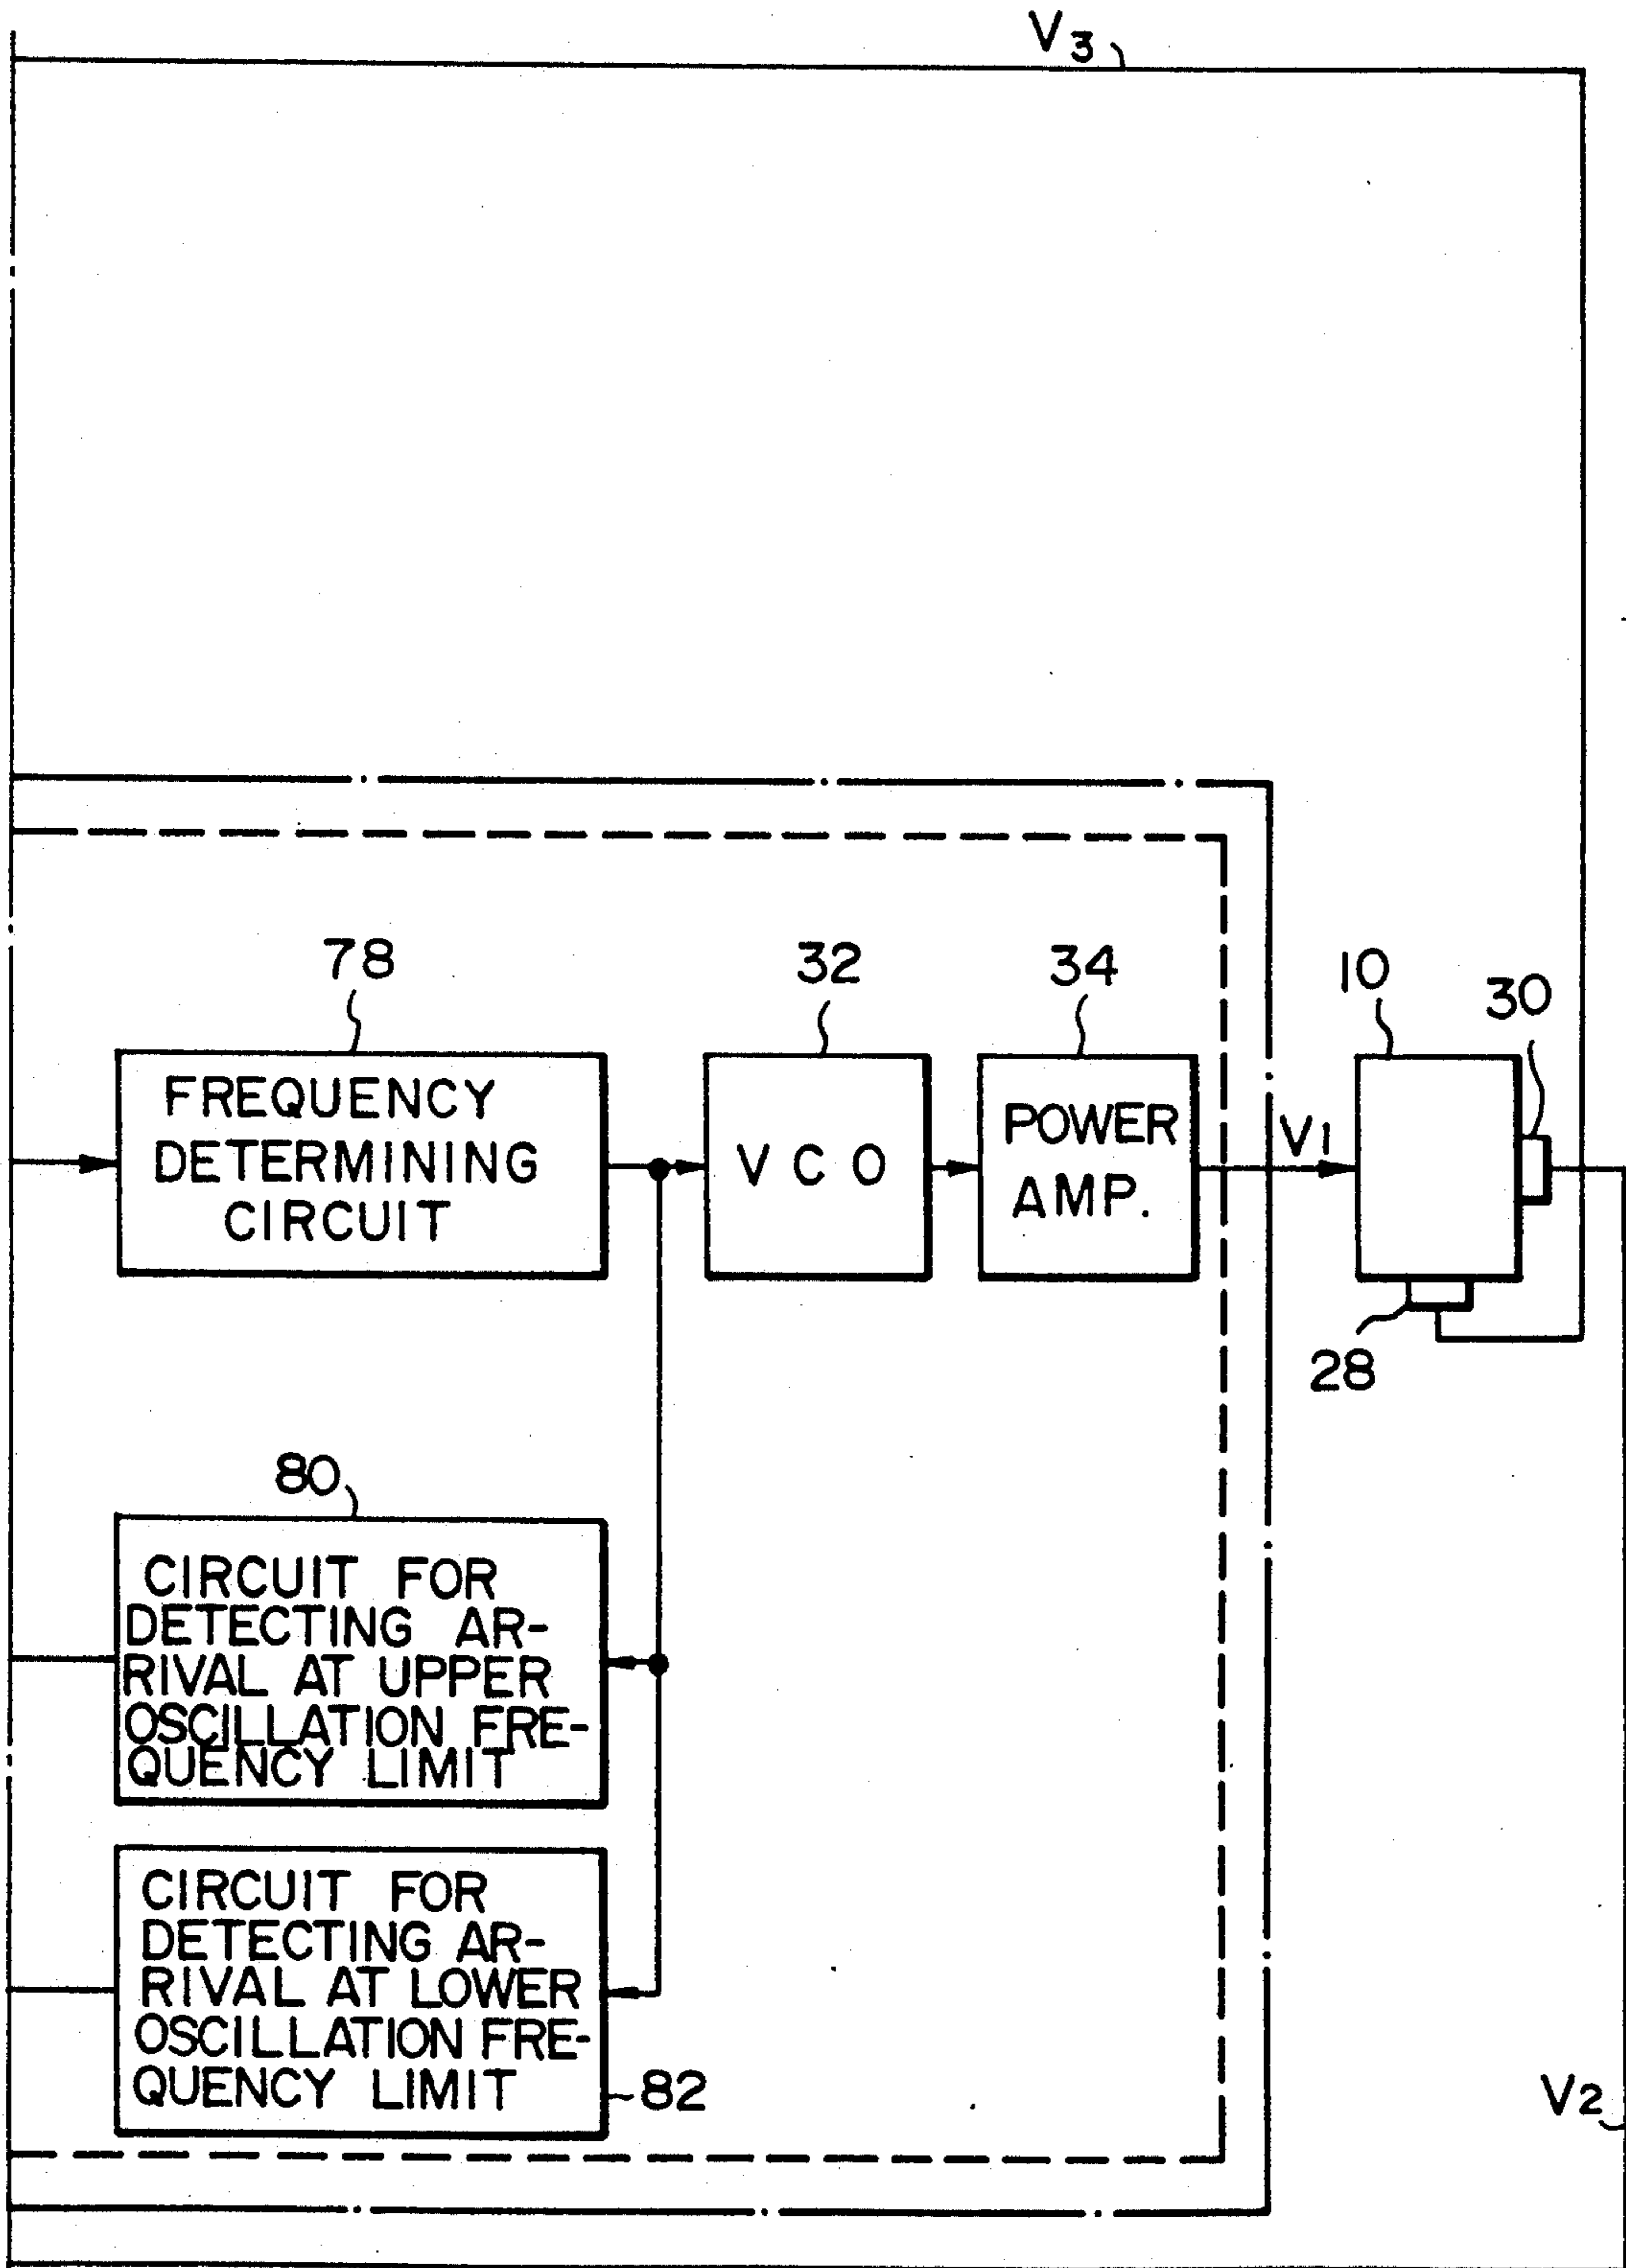 V3
78
32
34
10
30
FREQUENCY
DETERMINING
CIRCUIT
VCO
POWER
AMP.
V1
28
80
CIRCUIT FOR
DETECTING AR-
RIVAL AT UPPER
OSCILLATION FRE-
QUENCY LIMIT
CIRCUIT FOR
DETECTING AR-
RIVAL AT LOWER
OSCILLATION FRE-
QUENCY LIMIT
82
V2